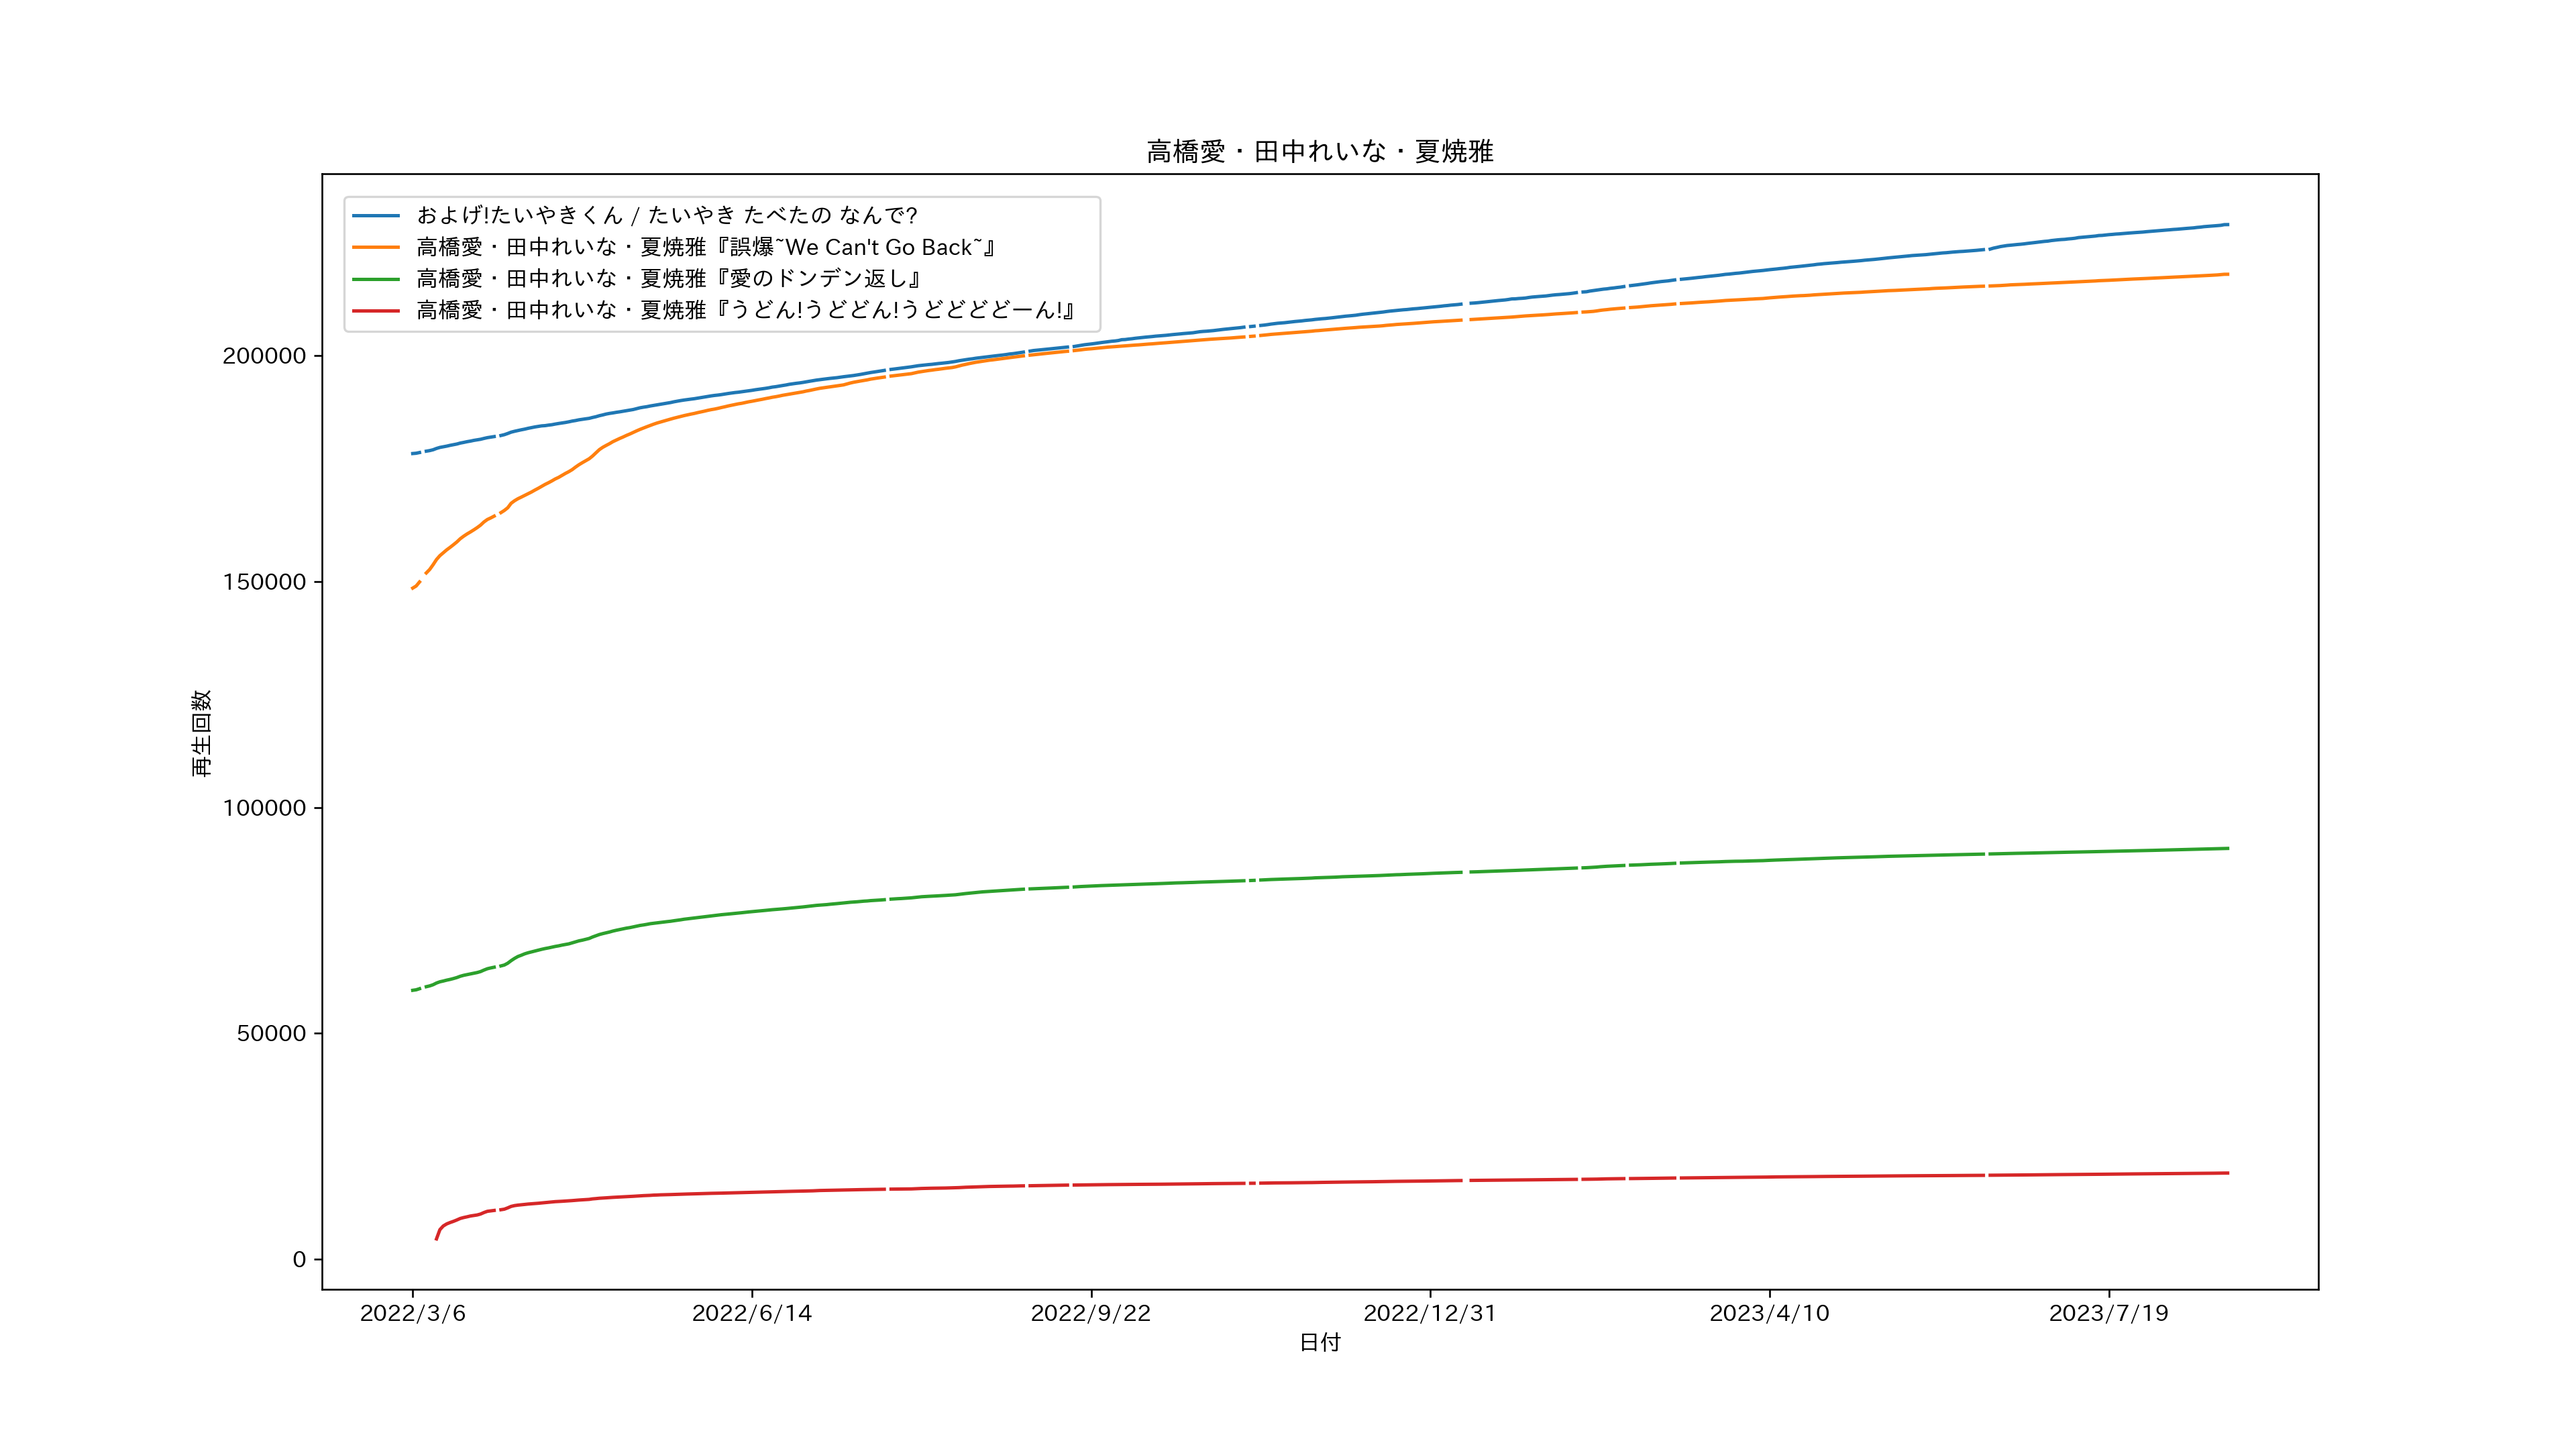 高橋愛・田中れいな・夏焼雅
およげ!たいやきくん / たいやき たべたの なんで?
高橋愛・田中れいな・夏焼雅『誤爆~We Can't Go Back~』
高橋愛・田中れいな・夏焼雅『愛のドンデン返し』
高橋愛・田中れいな・夏焼雅『うどん!うどどん!うどどどどーん!』
200000
150000
100000
50000
0
再生回数
2022/3/6
2022/6/14
2022/9/22
2022/12/31
2023/4/10
2023/7/19
日付